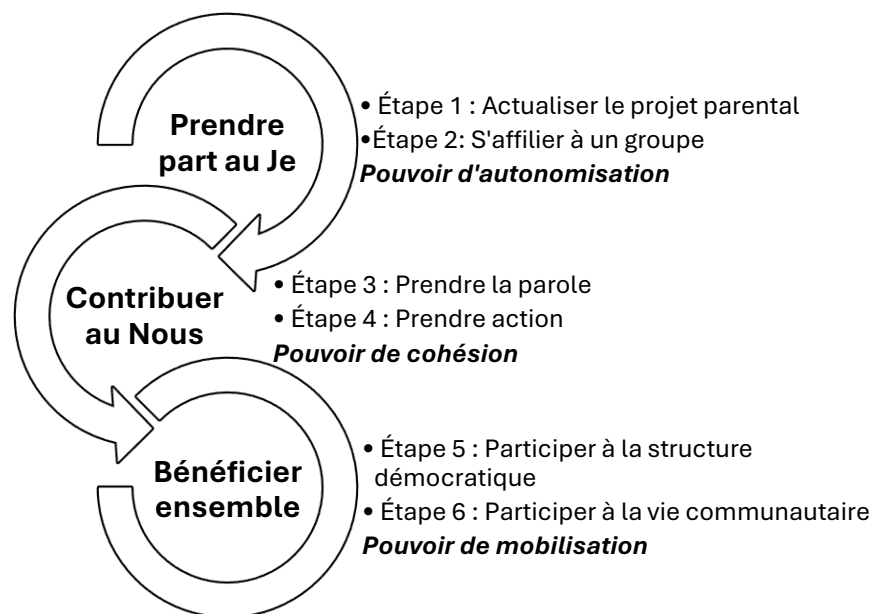 Prendre
part au Je
• Étape 1 : Actualiser le projet parental
•Étape 2: S'affilier à un groupe
Pouvoir d'autonomisation
Contribuer
au Nous
• Étape 3 : Prendre la parole
• Étape 4 : Prendre action
Pouvoir de cohésion
Bénéficier
ensemble
• Étape 5 : Participer à la structure
démocratique
• Étape 6 : Participer à la vie communautaire
Pouvoir de mobilisation